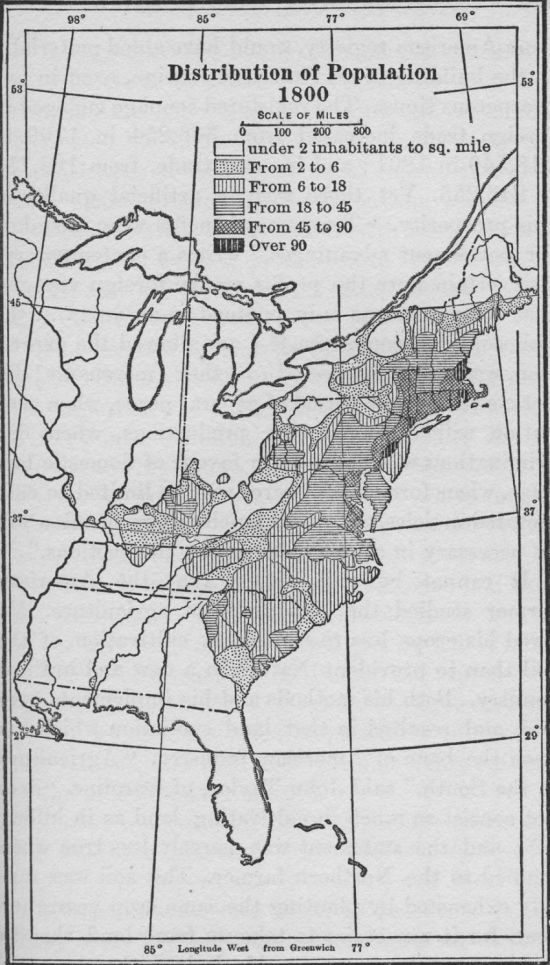 98° 85° 77° 69°
Distribution of Population
1800
SCALE OF MILES
0 100 200 300
under 2 inhabitants to sq. mile
From 2 to 6
From 6 to 18
From 18 to 45
From 45 to 90
Over 90
53° 53°
45 45°
37° 37
29° 29°
85° Longitude West from Greenwich 77°